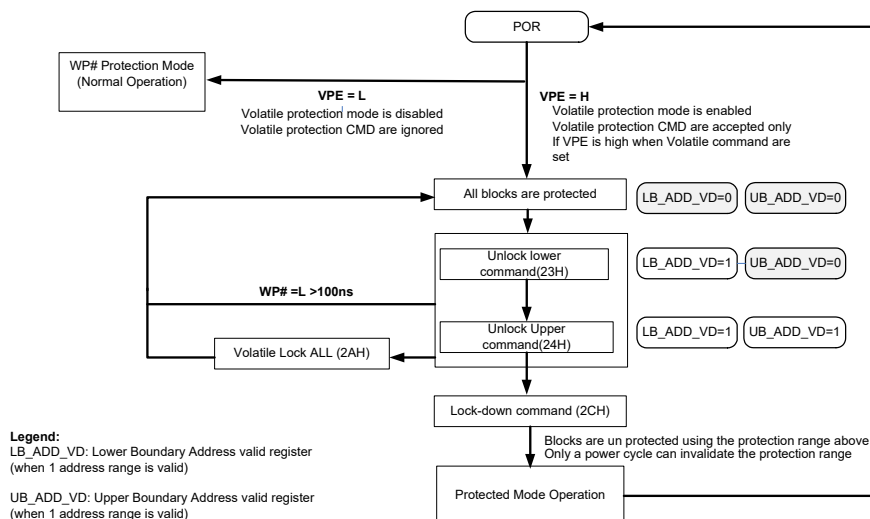 POR
WP# Protection Mode
(Normal Operation)
VPE = L
Volatile protection mode is disabled
Volatile protection CMD are ignored
VPE = H
Volatile protection mode is enabled
Volatile protection CMD are accepted only
If VPE is high when Volatile command are
set
All blocks are protected
LB_ADD_VD=0
UB_ADD_VD=0
Unlock lower
command(23H)
LB_ADD_VD=1
UB_ADD_VD=0
WP# =L >100ns
Unlock Upper
command(24H)
LB_ADD_VD=1
UB_ADD_VD=1
Volatile Lock ALL (2AH)
Lock-down command (2CH)
Blocks are un protected using the protection range above
Only a power cycle can invalidate the protection range
Protected Mode Operation
Legend:
LB_ADD_VD: Lower Boundary Address valid register
(when 1 address range is valid)
UB_ADD_VD: Upper Boundary Address valid register
(when 1 address range is valid)